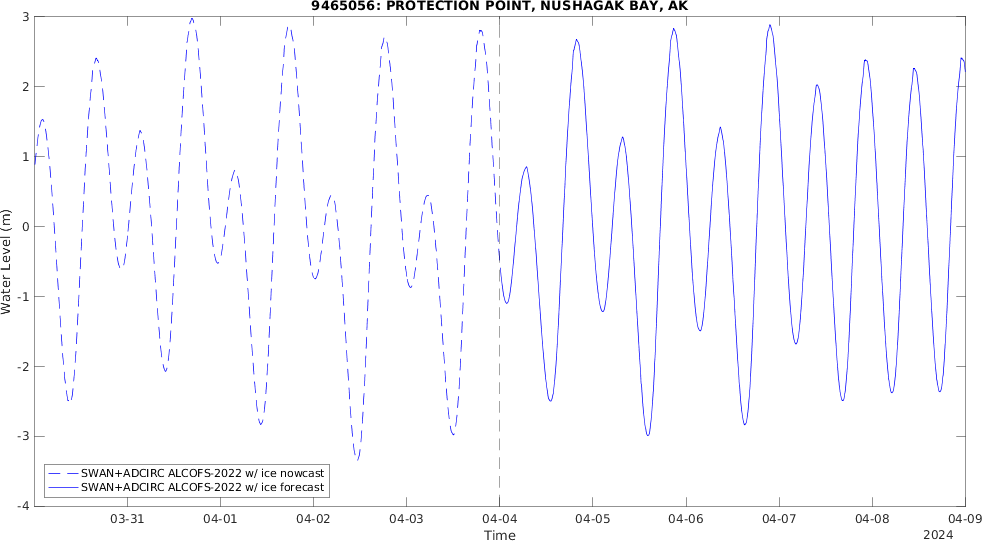 9465056: PROTECTION POINT, NUSHAGAK BAY, AK
Water Level (m)
3
2
1
0
-1
-2
-3
-4
SWAN+ADCIRC ALCOFS-2022 w/ ice nowcast
SWAN+ADCIRC ALCOFS-2022 w/ ice forecast
03-31 04-01 04-02 04-03 04-04 04-05 04-06 04-07 04-08 04-09
Time
2024